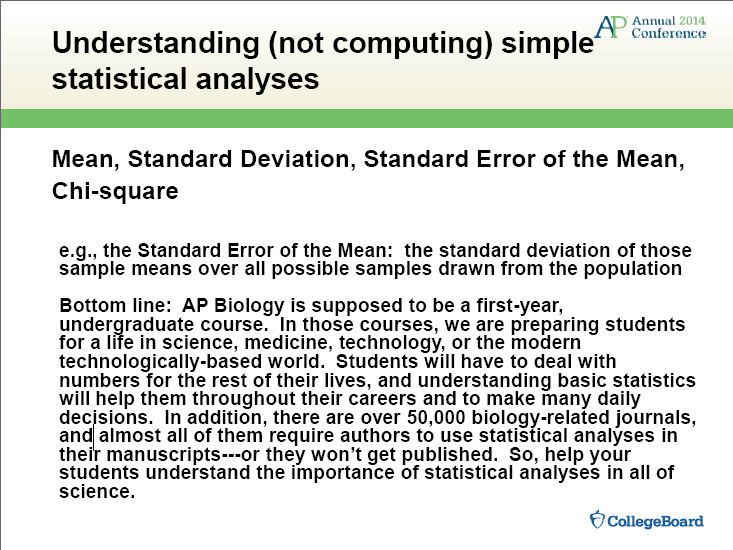 Understanding (not computing) simple
statistical analyses
AP Annual 2014
Conference
Mean, Standard Deviation, Standard Error of the Mean,
Chi-square
e.g., the Standard Error of the Mean:  the standard deviation of those
sample means over all possible samples drawn from the population
Bottom line:  AP Biology is supposed to be a first-year,
undergraduate course.  In those courses, we are preparing students
for a life in science, medicine, technology, or the modern
technologically-based world.  Students will have to deal with
numbers for the rest of their lives, and understanding basic statistics
will help them throughout their careers and to make many daily
decisions.  In addition, there are over 50,000 biology-related journals,
and almost all of them require authors to use statistical analyses in
their manuscripts---or they won’t get published.  So, help your
students understand the importance of statistical analyses in all of
science.
CollegeBoard